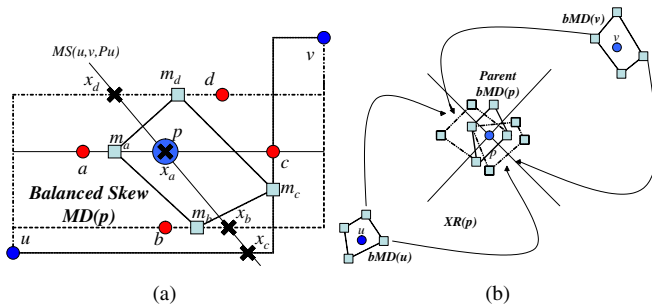 MS(u,v,Pu)
v
x_d
m_d
d
m_a
p
a
x_a
c
Balanced Skew
MD(p)
m_c
m_b
x_b
b
x_c
u
(a)
bMD(v)
v
Parent
bMD(p)
p
XR(p)
u
bMD(u)
(b)